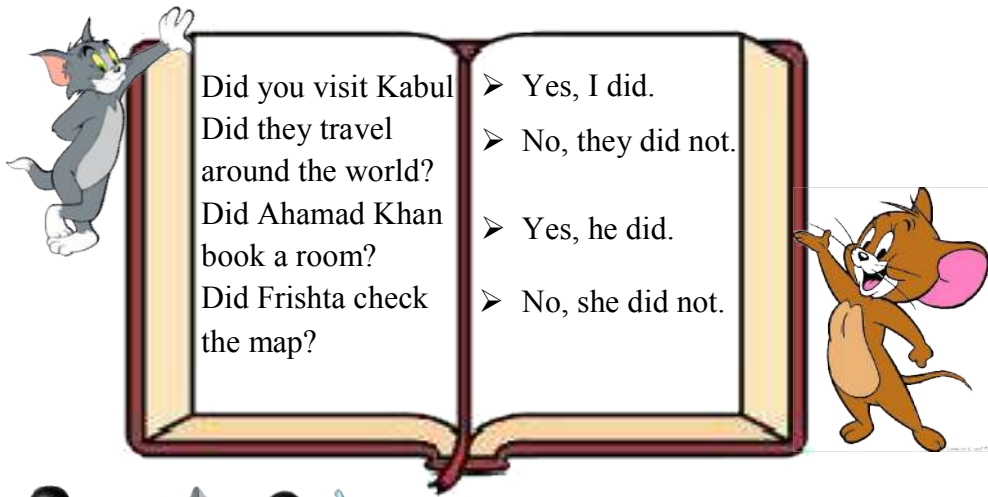 Did you visit Kabul
Did they travel
around the world?
Did Ahamad Khan
book a room?
Did Frishta check
the map?
➢ Yes, I did.
➢ No, they did not.
➢ Yes, he did.
➢ No, she did not.